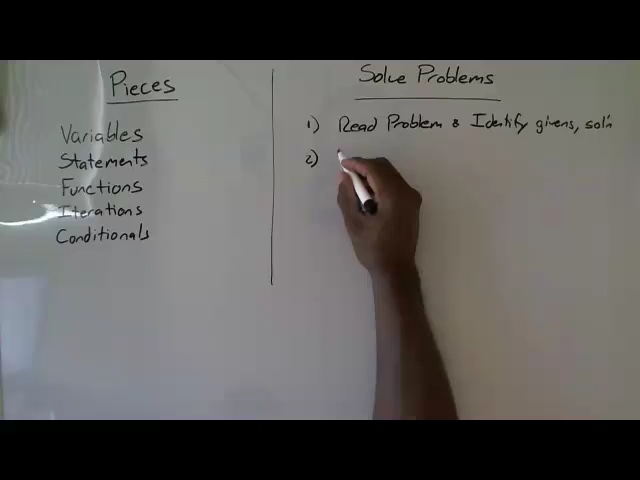 Pieces
Variables
Statements
Functions
Iterations
Conditionals
Solve Problems
1) Read Problem & Identify givens, sol'n
2)